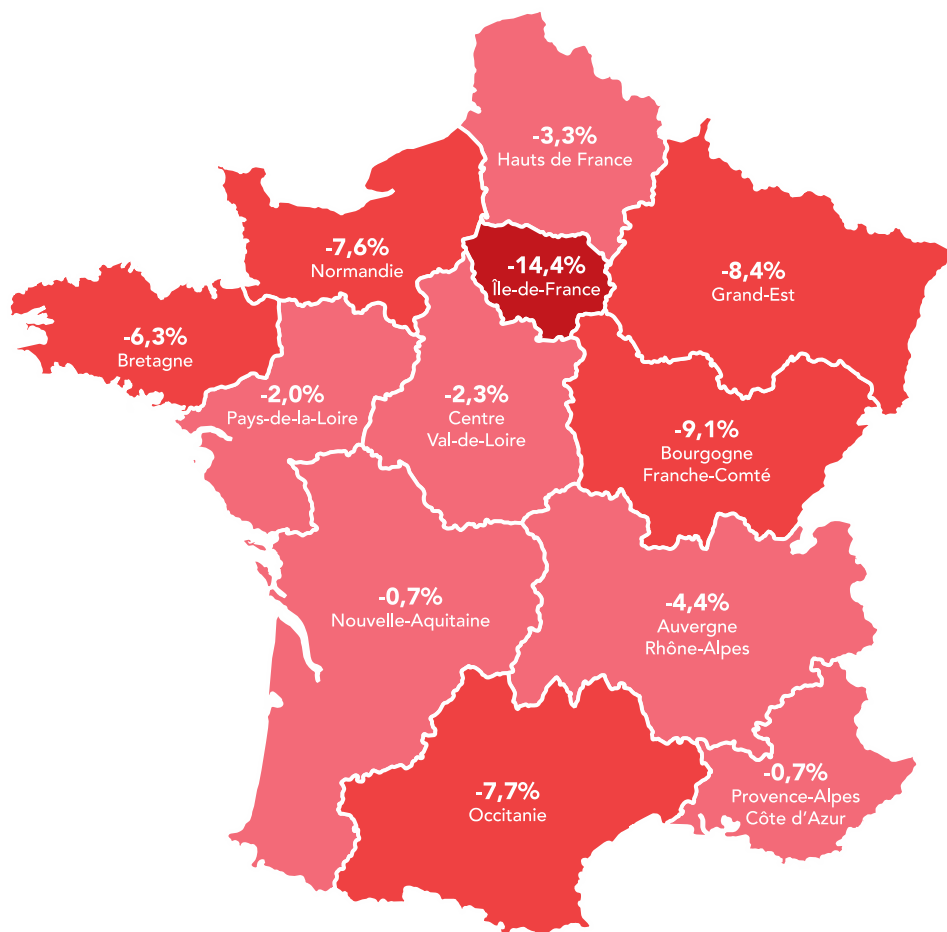 -3,3%
Hauts de France
-7,6%
Normandie
-14,4%
Île-de-France
-8,4%
Grand-Est
-6,3%
Bretagne
-2,0%
Pays-de-la-Loire
-2,3%
Centre
Val-de-Loire
-9,1%
Bourgogne
Franche-Comté
-0,7%
Nouvelle-Aquitaine
-4,4%
Auvergne
Rhône-Alpes
-7,7%
Occitanie
-0,7%
Provence-Alpes
Côte d'Azur